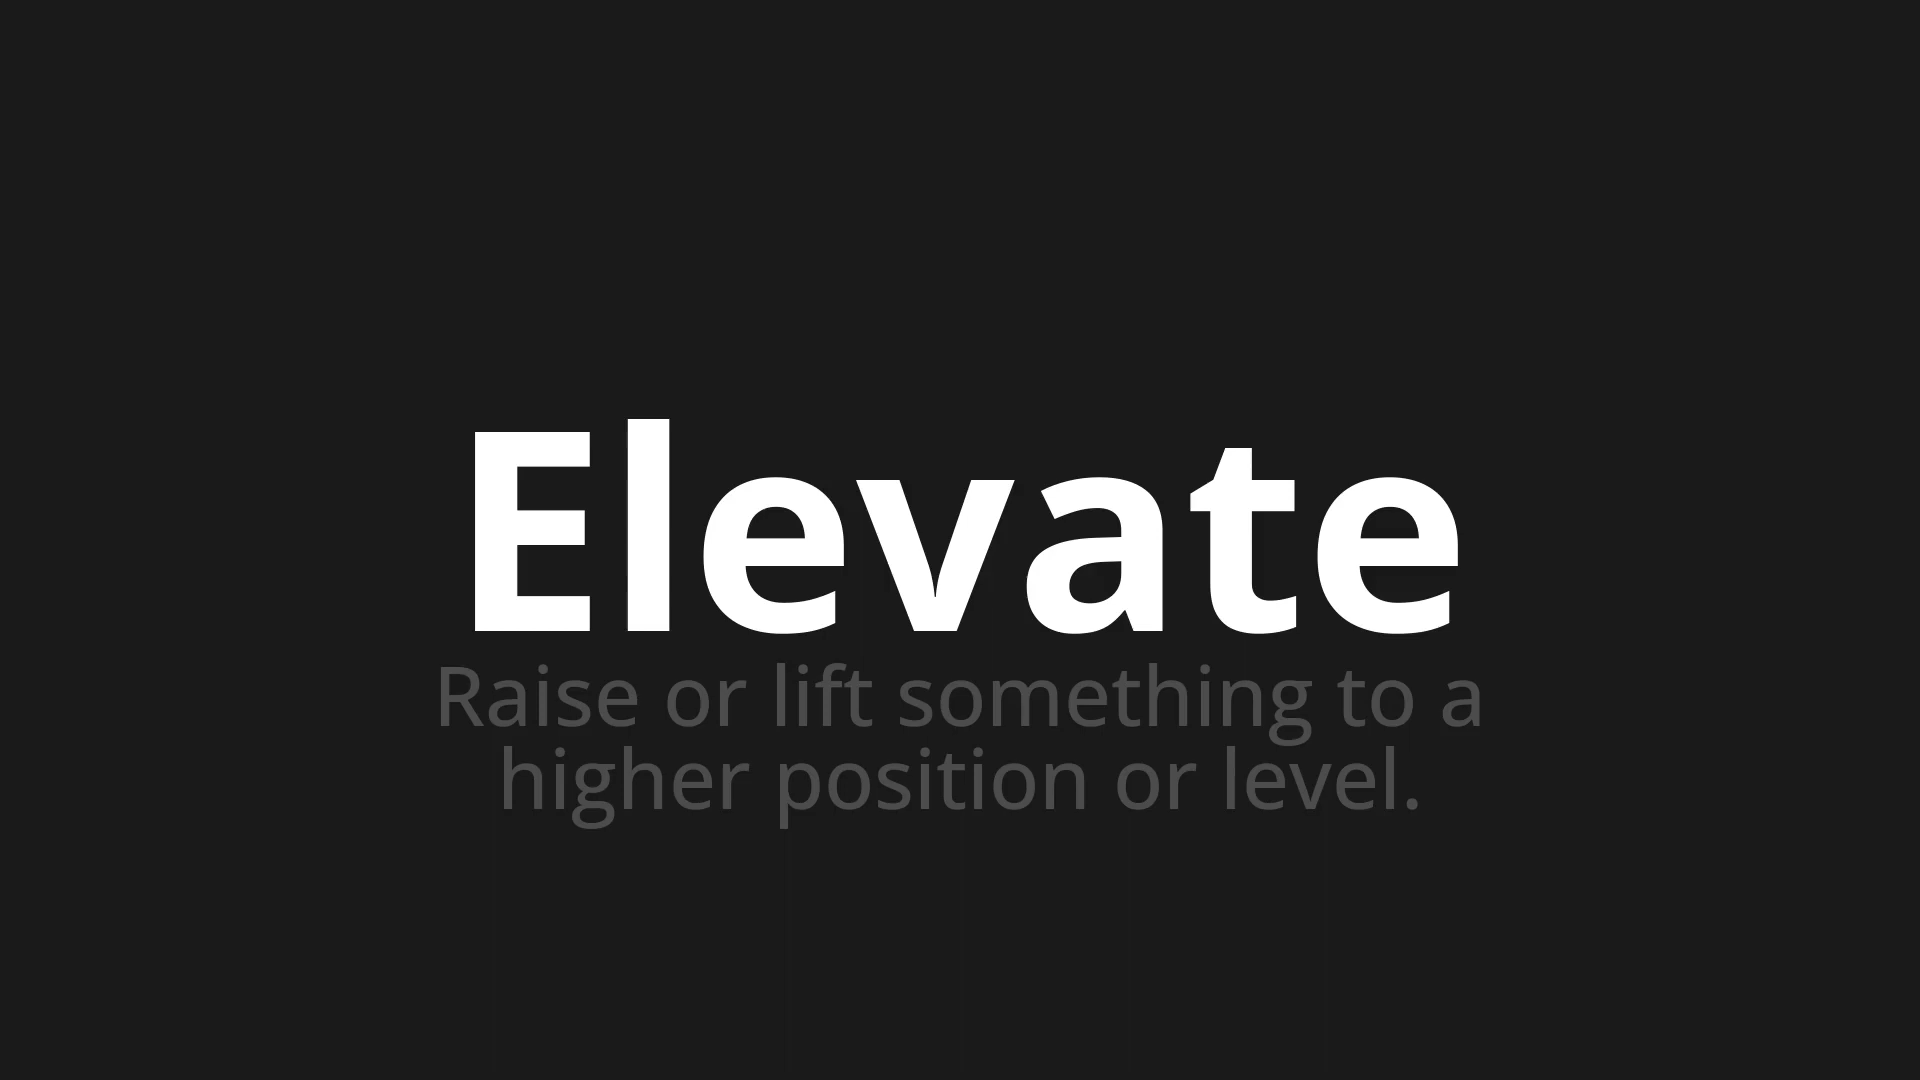 Elevate
Raise or lift something to a
higher position or level.